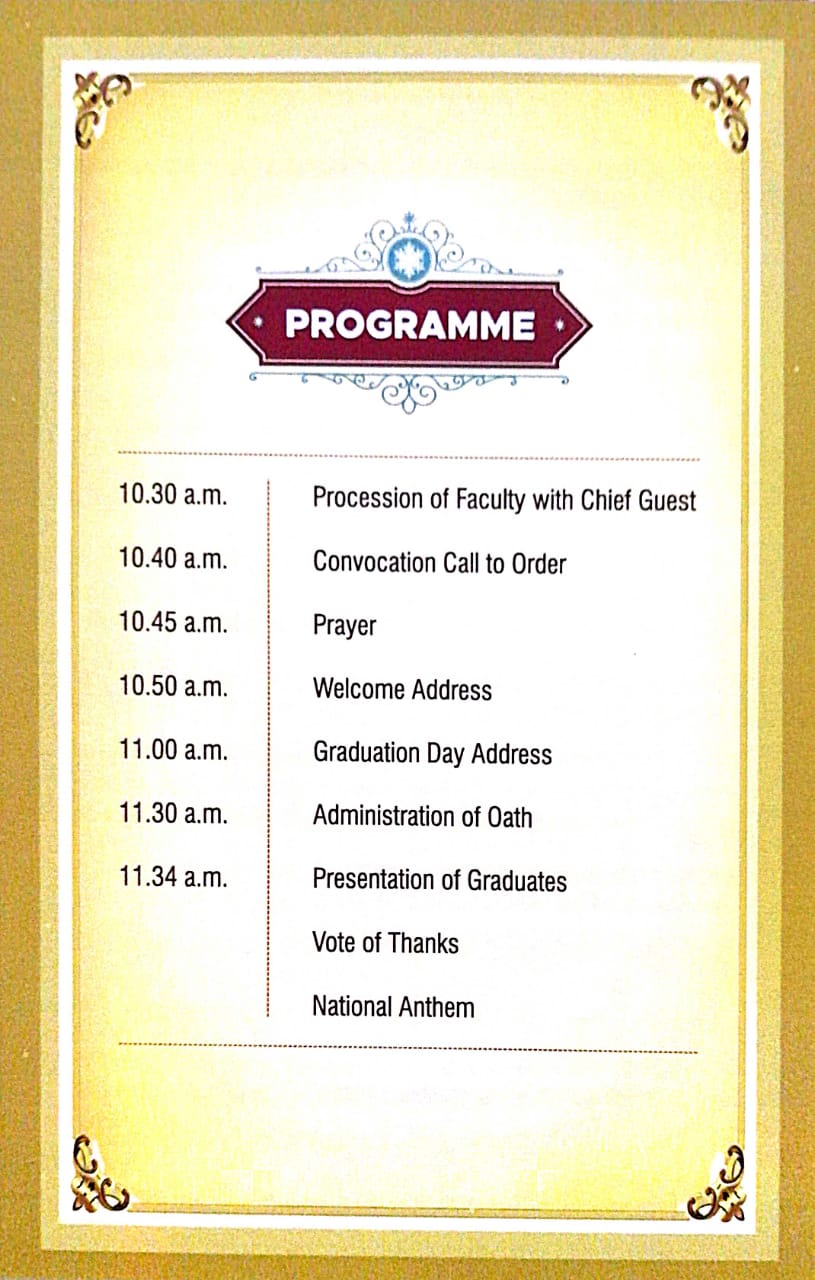 PROGRAMME
10.30 a.m. Procession of Faculty with Chief Guest
10.40 a.m. Convocation Call to Order
10.45 a.m. Prayer
10.50 a.m. Welcome Address
11.00 a.m. Graduation Day Address
11.30 a.m. Administration of Oath
11.34 a.m. Presentation of Graduates
Vote of Thanks
National Anthem